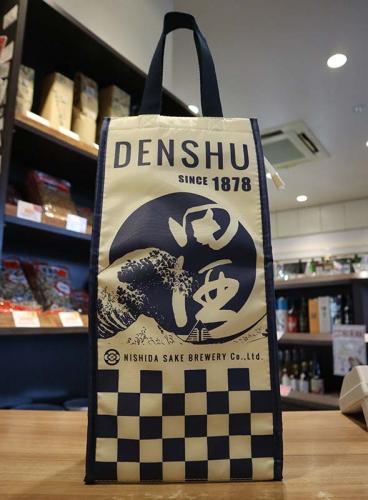 DENSHU
SINCE 1878
田酒
NISHIDA SAKE BREWERY Co., Ltd.